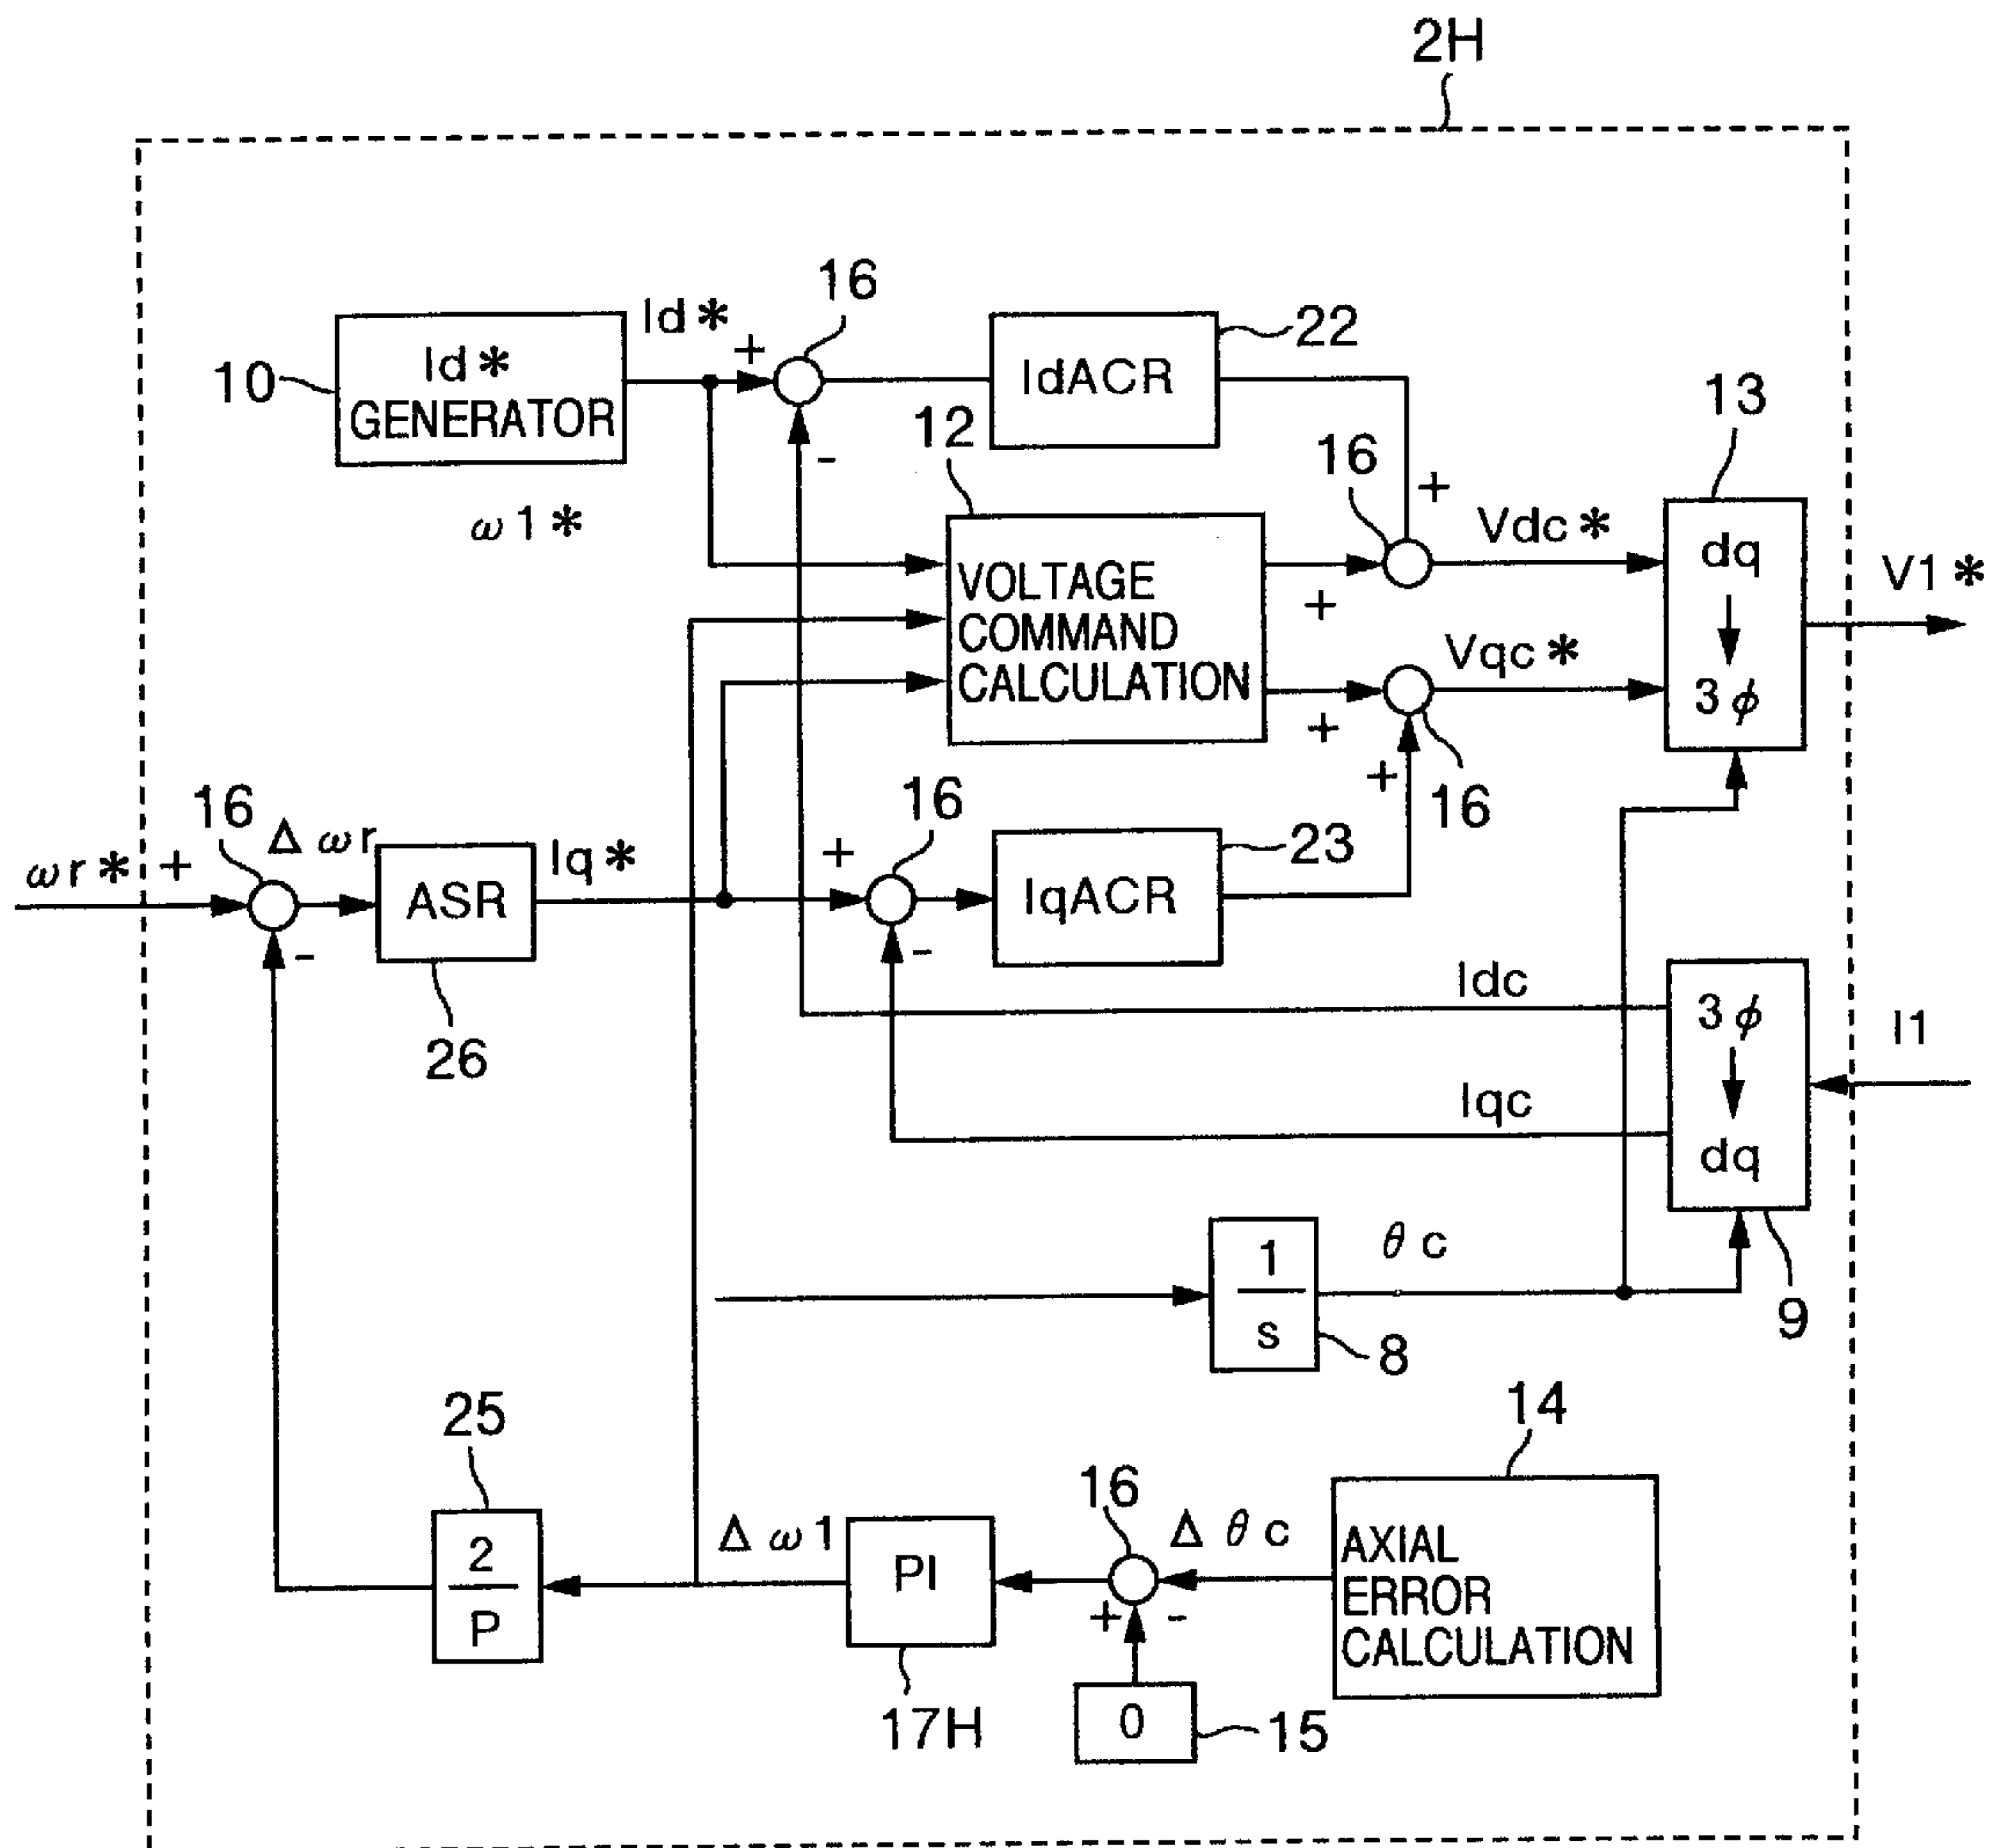 2H
16
Id*
+
22
10
Id*
GENERATOR
IdACR
-
12
13
16
+
ω1*
Vdc*
dq
VOLTAGE
COMMAND
CALCULATION
+
V1*
Vqc*
3φ
+
16
+
16
16
Δωr
ωr*
+
Iq*
+
23
ASR
IqACR
-
-
26
Idc
3φ
I1
Iqc
dq
θc
1
s
9
8
25
14
16
Δω1
Δθc
2
P
PI
AXIAL
ERROR
CALCULATION
+
-
17H
0
15